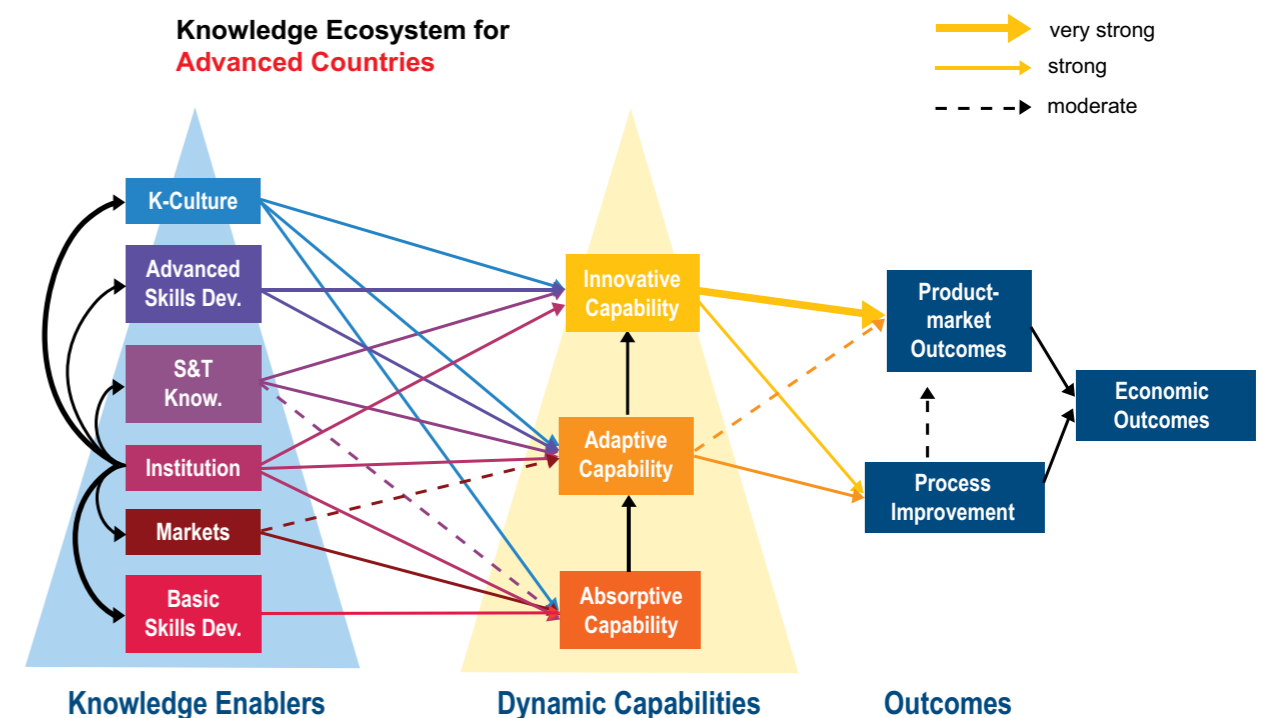 Knowledge Ecosystem for
Advanced Countries
very strong
strong
moderate
K-Culture
Advanced
Skills Dev.
S&T
Know.
Institution
Markets
Basic
Skills Dev.
Innovative
Capability
Adaptive
Capability
Absorptive
Capability
Product-
market
Outcomes
Process
Improvement
Economic
Outcomes
Knowledge Enablers
Dynamic Capabilities
Outcomes